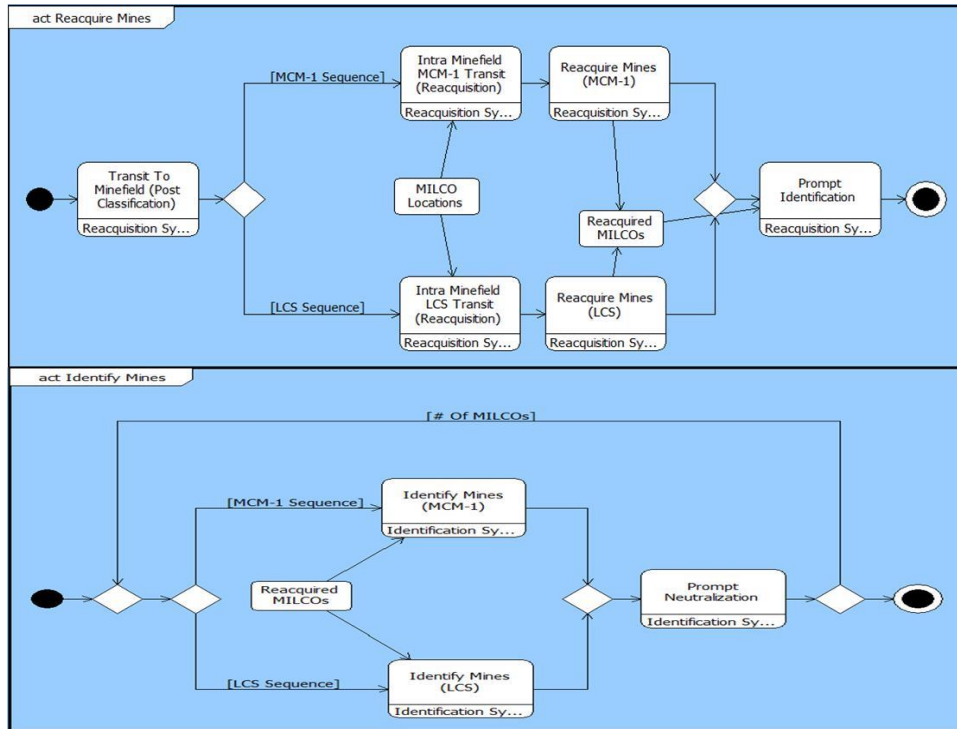 act Reacquire Mines
[MCM-1 Sequence]
Intra Minefield
MCM-1 Transit
(Reacquisition)
Reacquisition Sy...
Reacquire Mines
(MCM-1)
Reacquisition Sy...
Transit To
Minefield (Post
Classification)
Reacquisition Sy...
MILCO
Locations
Reacquired
MILCOs
Prompt
Identification
Reacquisition Sy...
[LCS Sequence]
Intra Minefield
LCS Transit
(Reacquisition)
Reacquisition Sy...
Reacquire Mines
(LCS)
Reacquisition Sy...
act Identify Mines
[# Of MILCOs]
[MCM-1 Sequence]
Identify Mines
(MCM-1)
Identification Sy...
Reacquired
MILCOs
Prompt
Neutralization
Identification Sy...
[LCS Sequence]
Identify Mines
(LCS)
Identification Sy...